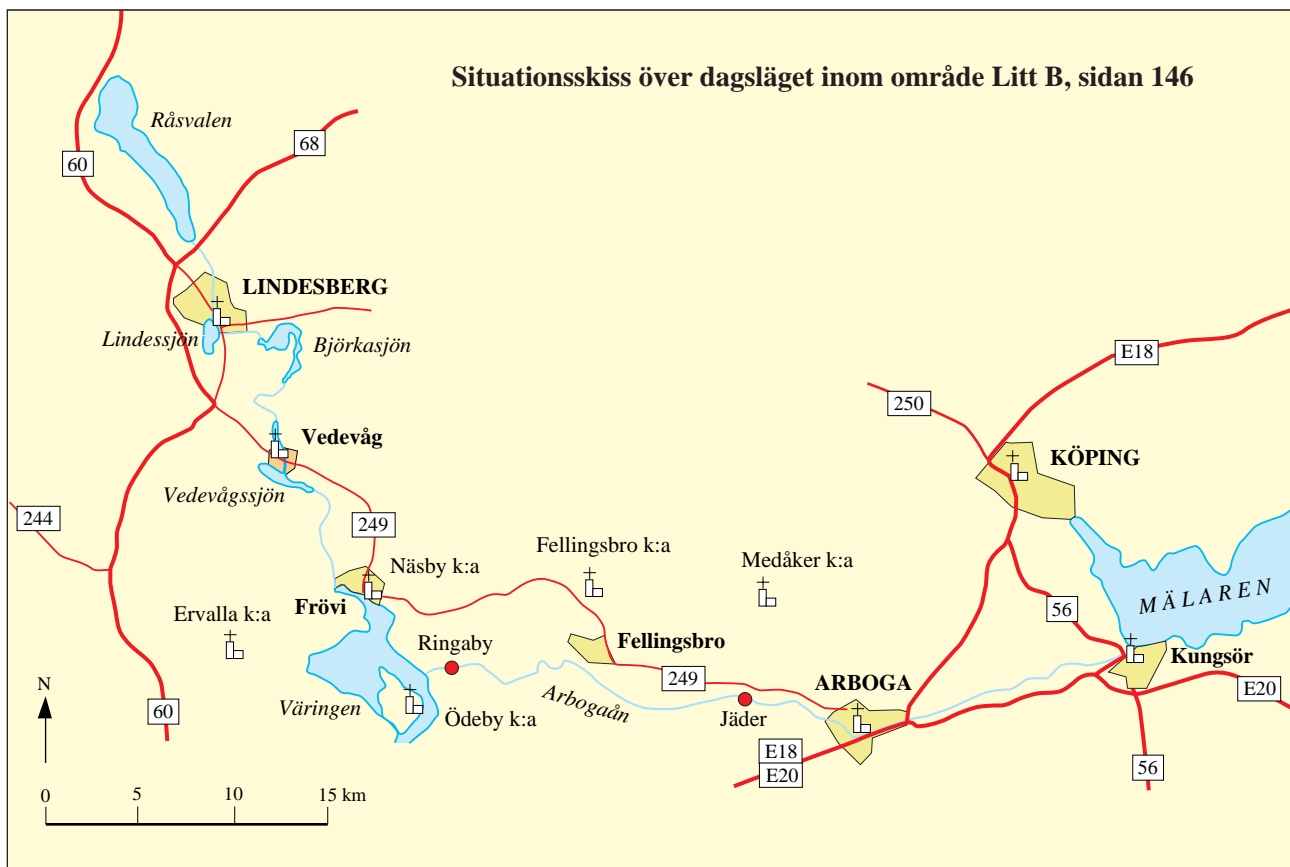 Situationsskiss över dagsläget inom område Litt B, sidan 146
Råsvalen
68
60
LINDESBERG
Lindessjön
Björkasjön
E18
250
Vedevåg
KÖPING
Vedevågssjön
244
249
Fellingsbro k:a
Medåker k:a
Näsby k:a
MÄLAREN
Frövi
56
Ervalla k:a
Ringaby
Fellingsbro
Kungsör
249
ARBOGA
E20
N
Väringen
Arbogaån
60
Ödeby k:a
Jäder
E18
E20
56
0 5 10 15 km